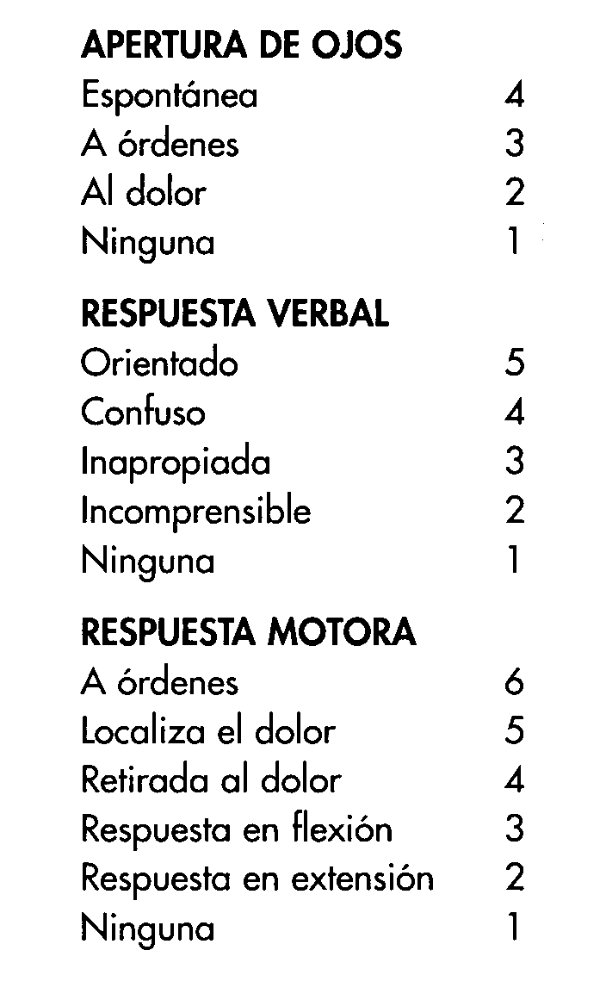 APERTURA DE OJOS
Espontánea 4
A órdenes 3
Al dolor 2
Ninguna 1
RESPUESTA VERBAL
Orientado 5
Confuso 4
Inapropiada 3
Incomprensible 2
Ninguna 1
RESPUESTA MOTORA
A órdenes 6
Localiza el dolor 5
Retirada al dolor 4
Respuesta en flexión 3
Respuesta en extensión 2
Ninguna 1